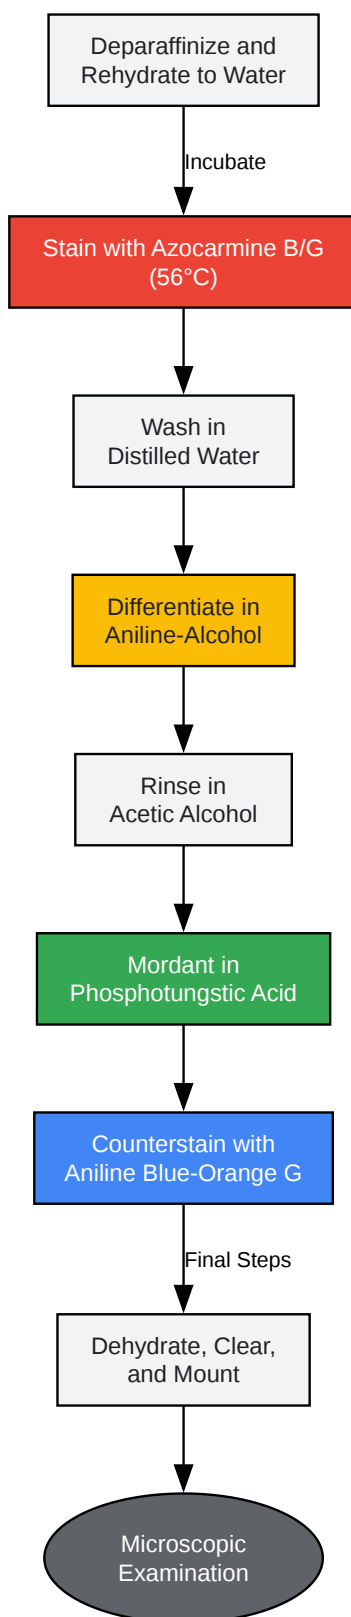 Deparaffinize and
Rehydrate to Water
Incubate
Stain with Azocarmine B/G
(56°C)
Wash in
Distilled Water
Differentiate in
Aniline-Alcohol
Rinse in
Acetic Alcohol
Mordant in
Phosphotungstic Acid
Counterstain with
Aniline Blue-Orange G
Final Steps
Dehydrate, Clear,
and Mount
Microscopic
Examination